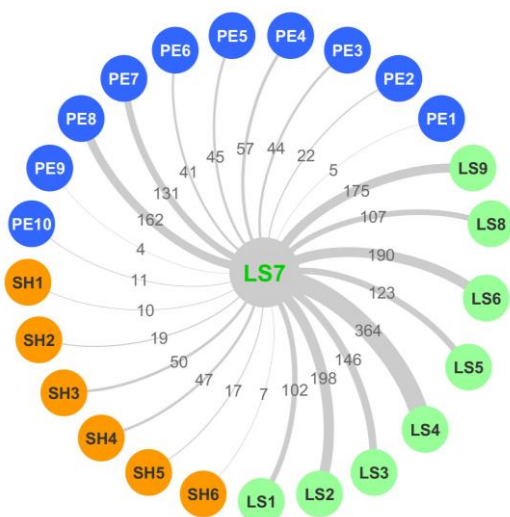 PE5
PE4
PE6
PE3
PE7
PE2
PE8
PE1
57
44
45
22
41
5
PE9
LS9
131
175
162
107
PE10
LS8
4
190
11
LS7
LS6
SH1
10
123
19
364
SH2
LS5
50
146
47
198
SH3
17
7
102
LS4
SH4
SH5
LS3
SH6
LS1
LS2